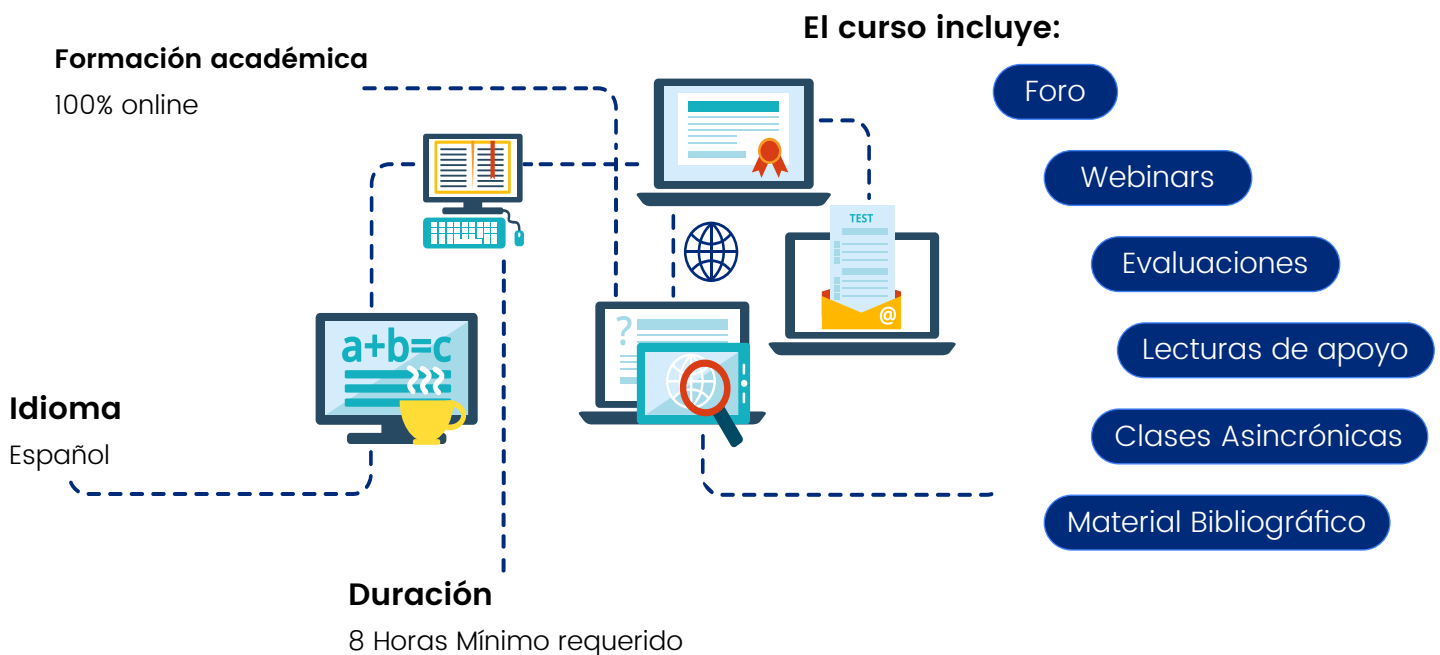 El curso incluye:
Formación académica
100% online
Foro
Webinars
TEST
Evaluaciones
?
a+b=c
@
Lecturas de apoyo
Idioma
Español
Clases Asincrónicas
Material Bibliográfico
Duración
8 Horas Mínimo requerido